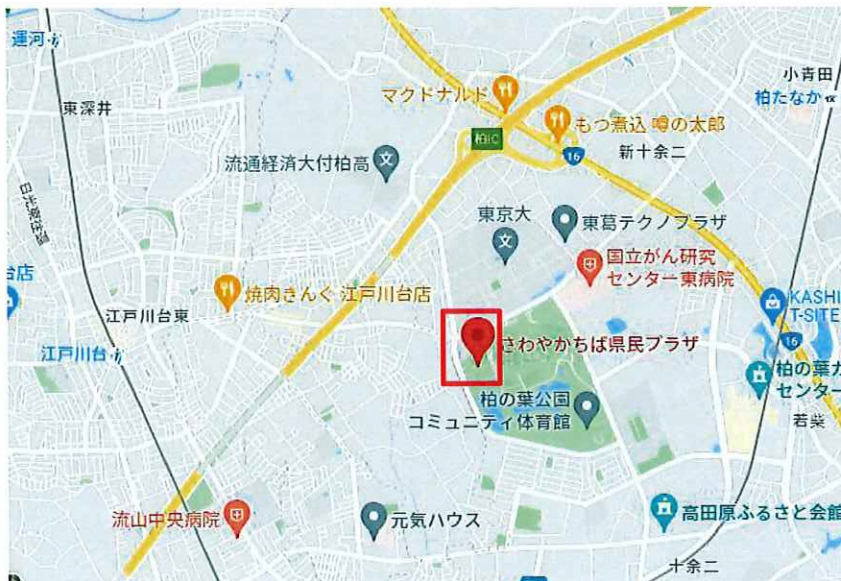 運河
小青田
柏たなか
マクドナルド
東深井
もつ煮込 噂の太郎
柏IC
新十余二
16
流通経済大付柏高
東京大
東葛テクノプラザ
国立がん研究
センター東病院
台店
焼肉きんぐ 江戸川台店
KASHI
T-SITE
江戸川台東
さわやかちば県民プラザ
16
江戸川台
柏の葉カ
センター
柏の葉公園
コミュニティ体育館
若柴
流山中央病院
元気ハウス
高田原ふるさと会館
十余二